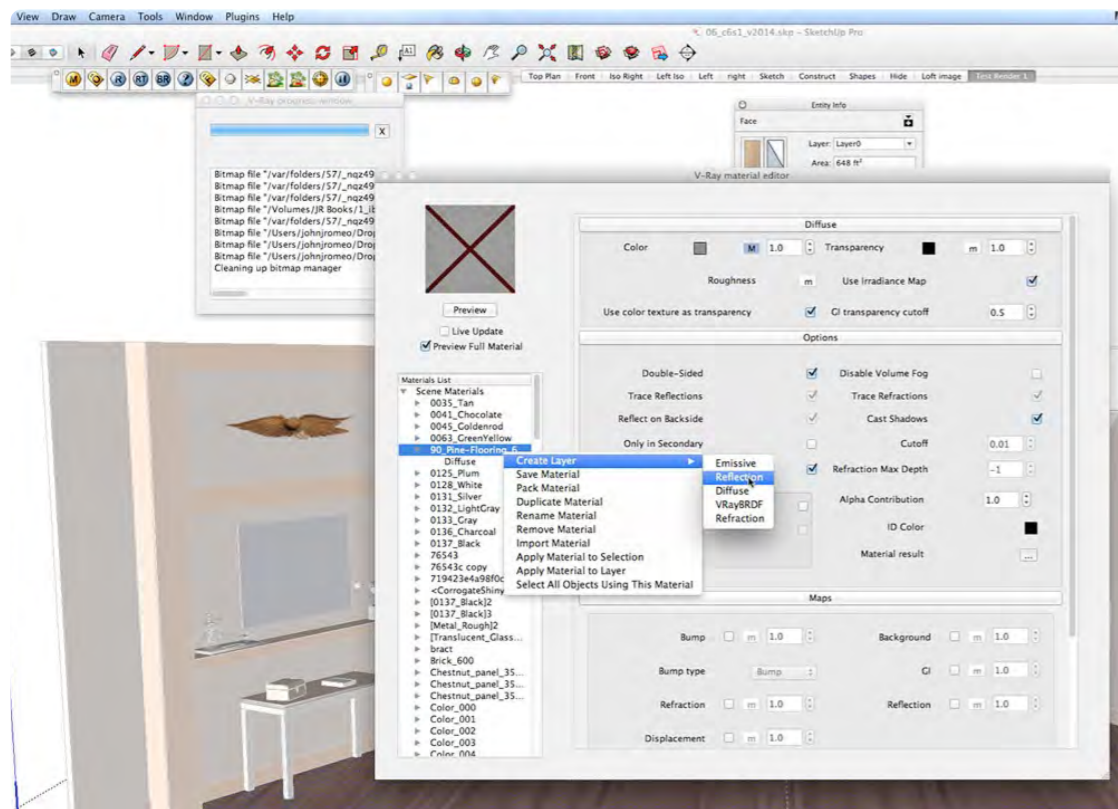 View Draw Camera Tools Window Plugins Help
06_c6s1_v2014.skp - SketchUp Pro
A1
M R RT BR
Top Plan Front Iso Right Left Iso Left right Sketch Construct Shapes Hide Loft image Test Render 1
V-Ray progress window
X
Bitmap file "/var/folders/57/_nqz49
Bitmap file "/var/folders/57/_nqz49
Bitmap file "/var/folders/57/_nqz49
Bitmap file "/Volumes/JR Books/1_ib
Bitmap file "/var/folders/57/_nqz49
Bitmap file "/Users/johnjromeo/Drop
Bitmap file "/Users/johnjromeo/Drop
Bitmap file "/Users/johnjromeo/Drop
Cleaning up bitmap manager
Entity Info
Face
Layer: Layer0
Area: 648 ft²
V-Ray material editor
Preview
Live Update
Preview Full Material
Materials List
Scene Materials
0035_Tan
0041_Chocolate
0045_Goldenrod
0063_GreenYellow
90_Pine-Flooring_6
Diffuse
0125_Plum
0128_White
0131_Silver
0132_LightGray
0133_Gray
0136_Charcoal
0137_Black
76543
76543c copy
719423e4a98f0c
<CorrogateShiny
[0137_Black]2
[0137_Black]3
[Metal_Rough]2
[Translucent_Glass...
bract
Brick_600
Chestnut_panel_35...
Chestnut_panel_35...
Chestnut_panel_35...
Color_000
Color_001
Color_002
Color_003
Color_004
Create Layer
Save Material
Pack Material
Duplicate Material
Rename Material
Remove Material
Import Material
Apply Material to Selection
Apply Material to Layer
Select All Objects Using This Material
Emissive
Reflection
Diffuse
VRayBRDF
Refraction
Diffuse
Color M 1.0 Transparency m 1.0
Roughness m Use Irradiance Map
Use color texture as transparency GI transparency cutoff 0.5
Options
Double-Sided Disable Volume Fog
Trace Reflections Trace Refractions
Reflect on Backside Cast Shadows
Only in Secondary Cutoff 0.01
Refraction Max Depth -1
Alpha Contribution 1.0
ID Color
Material result ...
Maps
Bump m 1.0 Background m 1.0
Bump type Bump GI m 1.0
Refraction m 1.0 Reflection m 1.0
Displacement m 1.0